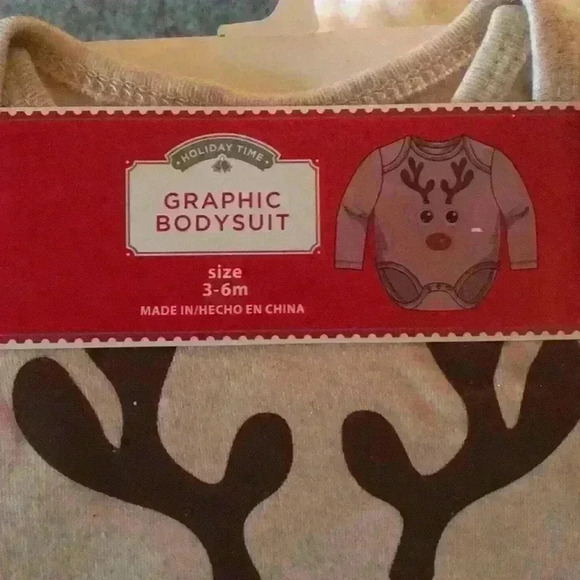 HOLIDAY TIME
GRAPHIC
BODYSUIT
size
3-6m
MADE IN/HECHO EN CHINA